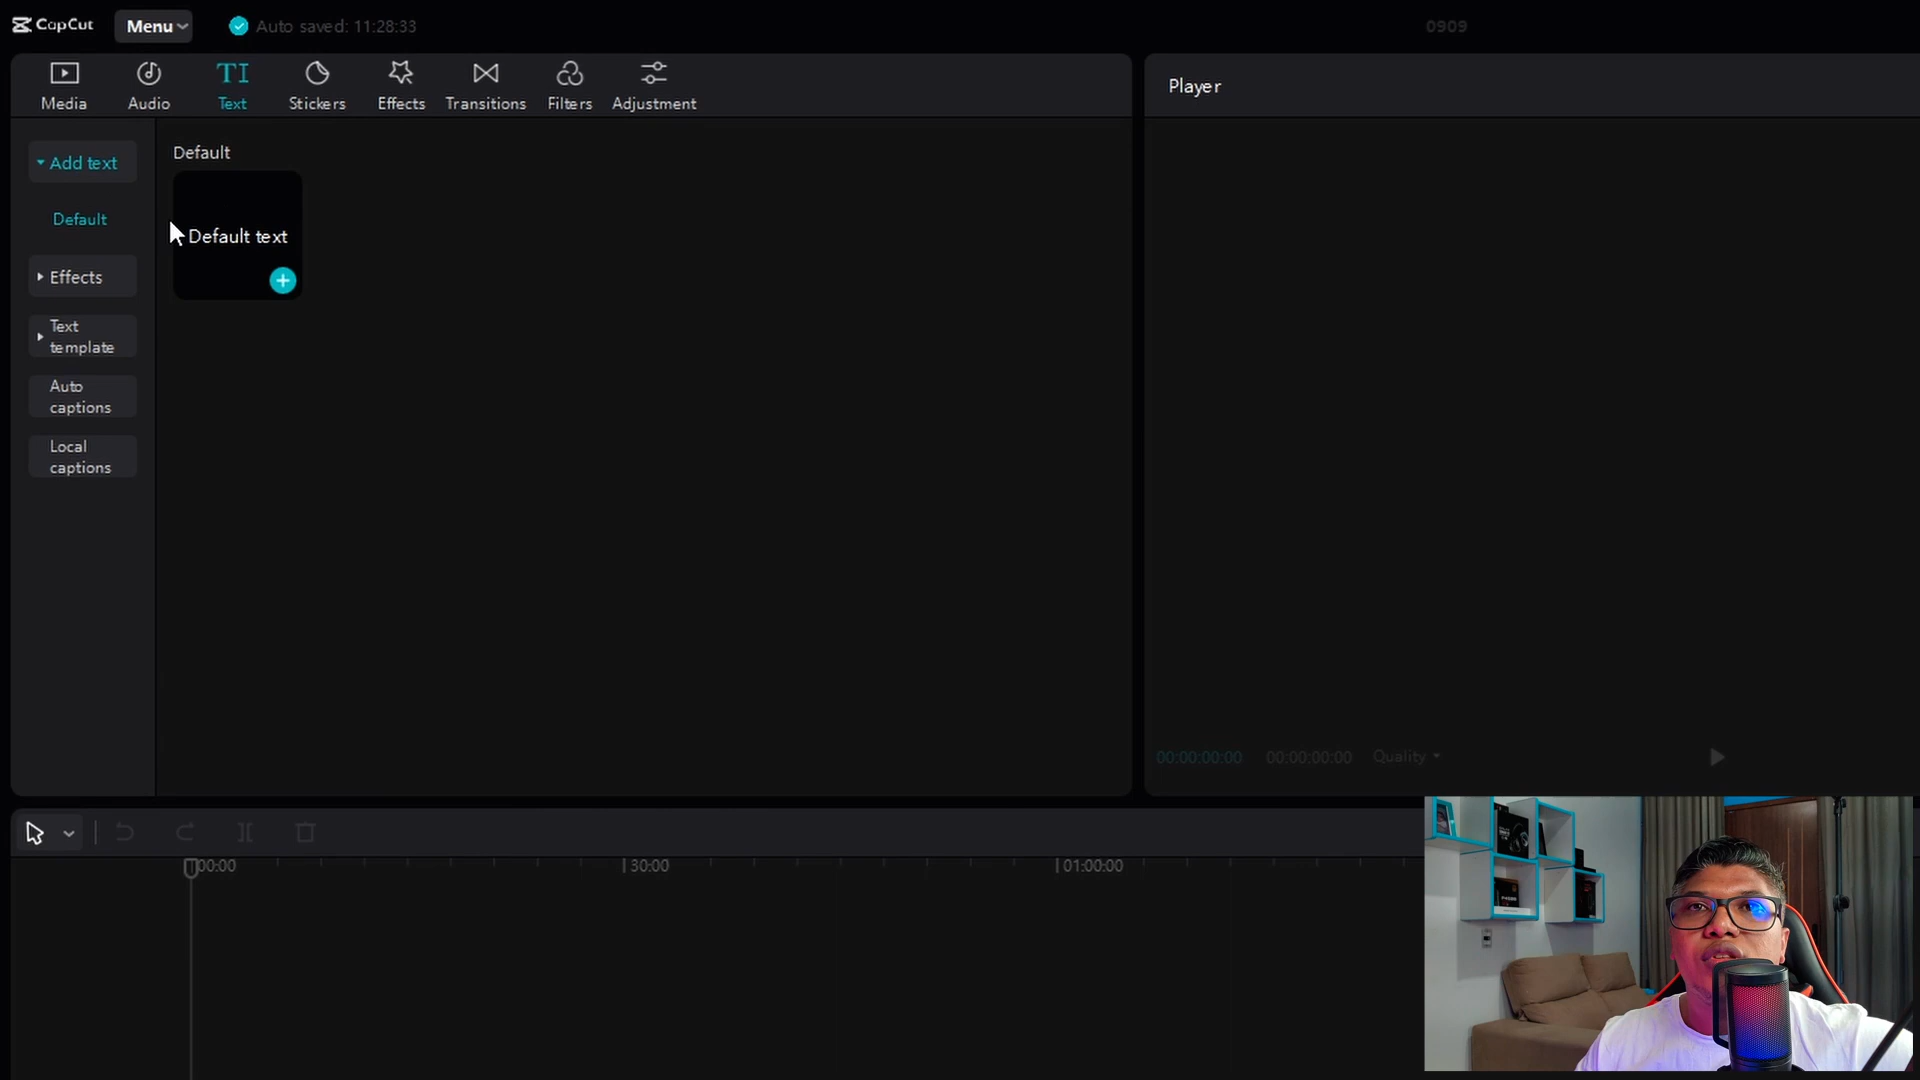 CapCut
Menu
Auto saved: 11:28:33
0909
Media
Audio
TI
Text
Stickers
Effects
Transitions
Filters
Adjustment
Player
Add text
Default
Effects
Text
template
Auto
captions
Local
captions
Default
Default text
00:00:00:00
00:00:00:00
Quality
00:00
30:00
01:00:00